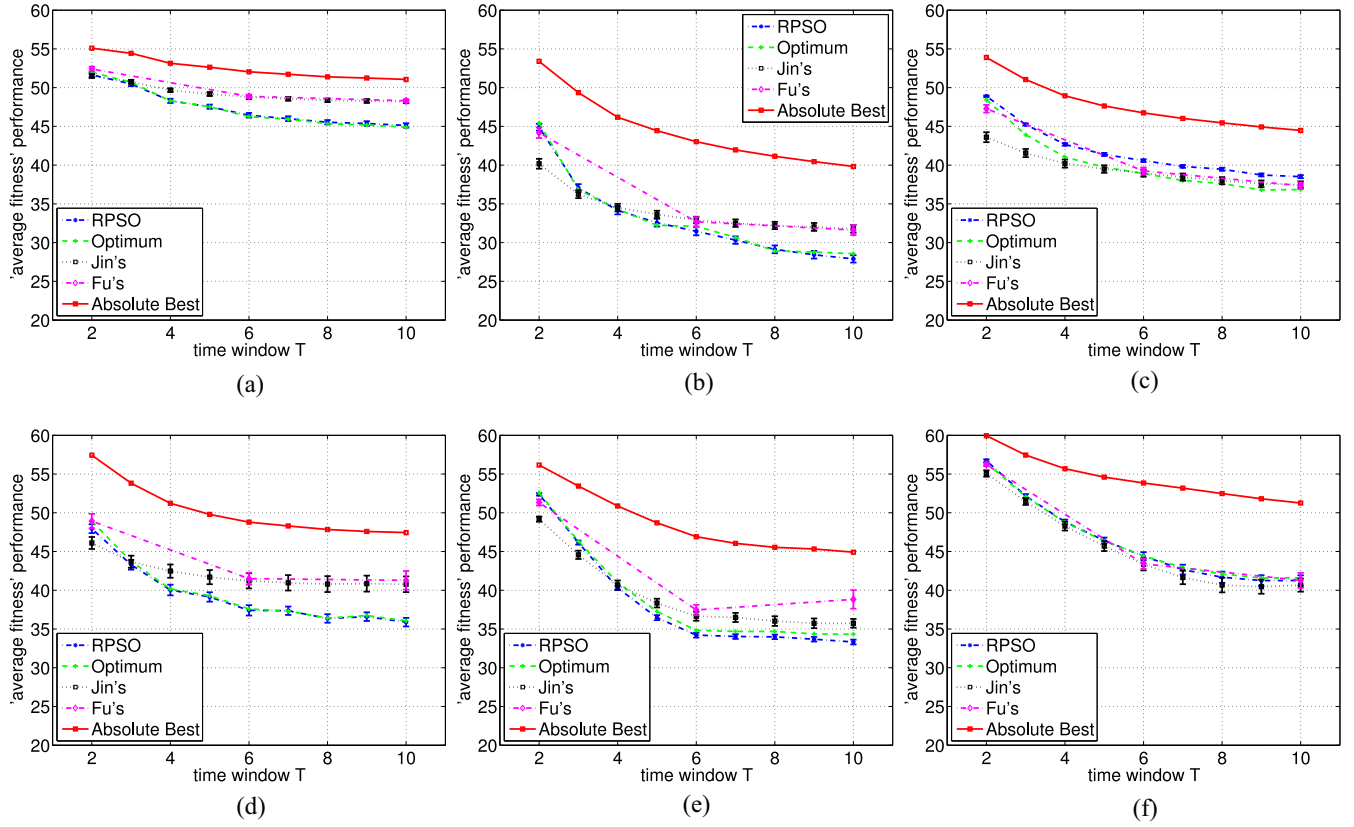 60
55
50
45
40
35
30
25
20
'average fitness' performance
RPSO
Optimum
Jin's
Fu's
Absolute Best
2
4
6
8
10
time window T
(a)
60
55
50
45
40
35
30
25
20
'average fitness' performance
RPSO
Optimum
Jin's
Fu's
Absolute Best
2
4
6
8
10
time window T
(b)
60
55
50
45
40
35
30
25
20
'average fitness' performance
RPSO
Optimum
Jin's
Fu's
Absolute Best
2
4
6
8
10
time window T
(c)
60
55
50
45
40
35
30
25
20
'average fitness' performance
RPSO
Optimum
Jin's
Fu's
Absolute Best
2
4
6
8
10
time window T
(d)
60
55
50
45
40
35
30
25
20
'average fitness' performance
RPSO
Optimum
Jin's
Fu's
Absolute Best
2
4
6
8
10
time window T
(e)
60
55
50
45
40
35
30
25
20
'average fitness' performance
RPSO
Optimum
Jin's
Fu's
Absolute Best
2
4
6
8
10
time window T
(f)